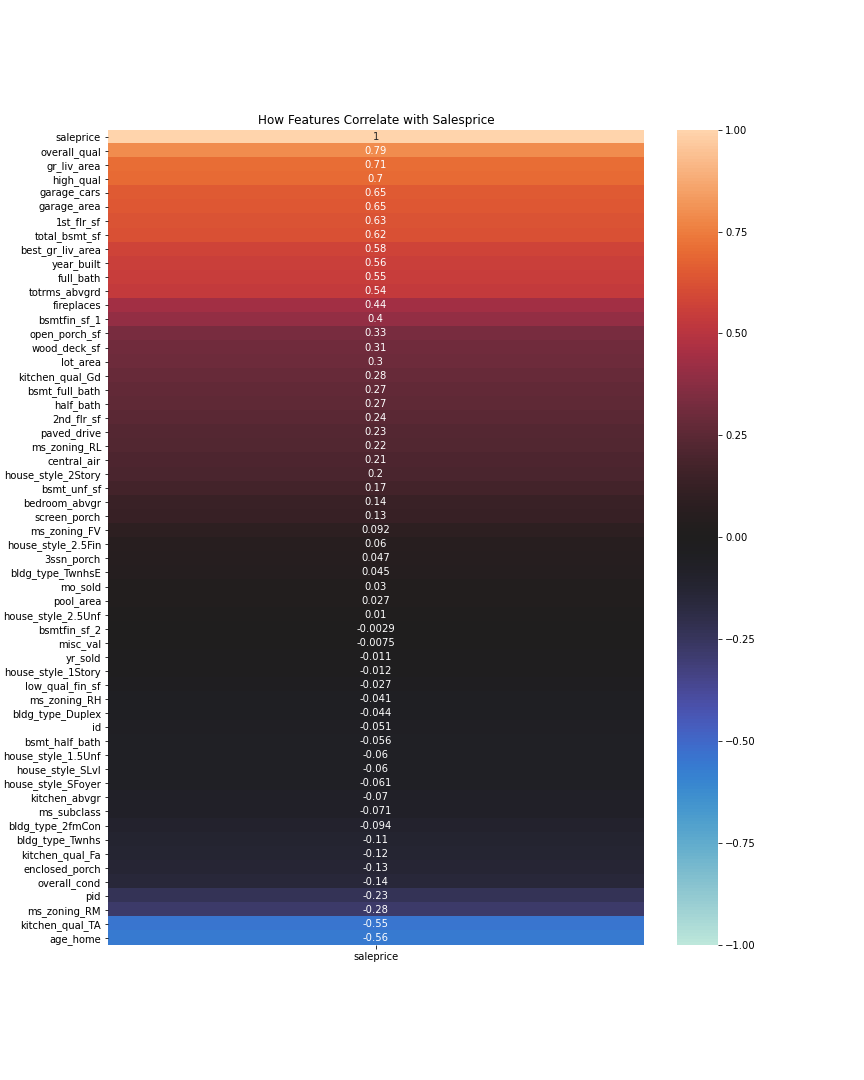 How Features Correlate with Salesprice
saleprice 1
overall_qual 0.79
gr_liv_area 0.71
high_qual 0.7
garage_cars 0.65
garage_area 0.65
1st_flr_sf 0.63
total_bsmt_sf 0.62
best_gr_liv_area 0.58
year_built 0.56
full_bath 0.55
totrms_abvgrd 0.54
fireplaces 0.44
bsmtfin_sf_1 0.4
open_porch_sf 0.33
wood_deck_sf 0.31
lot_area 0.3
kitchen_qual_Gd 0.28
bsmt_full_bath 0.27
half_bath 0.27
2nd_flr_sf 0.24
paved_drive 0.23
ms_zoning_RL 0.22
central_air 0.21
house_style_2Story 0.2
bsmt_unf_sf 0.17
bedroom_abvgr 0.14
screen_porch 0.13
ms_zoning_FV 0.092
house_style_2.5Fin 0.06
3ssn_porch 0.047
bldg_type_TwnhsE 0.045
mo_sold 0.03
pool_area 0.027
house_style_2.5Unf 0.01
bsmtfin_sf_2 -0.0029
misc_val -0.0075
yr_sold -0.011
house_style_1Story -0.012
low_qual_fin_sf -0.027
ms_zoning_RH -0.041
bldg_type_Duplex -0.044
id -0.051
bsmt_half_bath -0.056
house_style_1.5Unf -0.06
house_style_SLvl -0.06
house_style_SFoyer -0.061
kitchen_abvgr -0.07
ms_subclass -0.071
bldg_type_2fmCon -0.094
bldg_type_Twnhs -0.11
kitchen_qual_Fa -0.12
enclosed_porch -0.13
overall_cond -0.14
pid -0.23
ms_zoning_RM -0.28
kitchen_qual_TA -0.55
age_home -0.56
saleprice
1.00
0.75
0.50
0.25
0.00
−0.25
−0.50
−0.75
−1.00